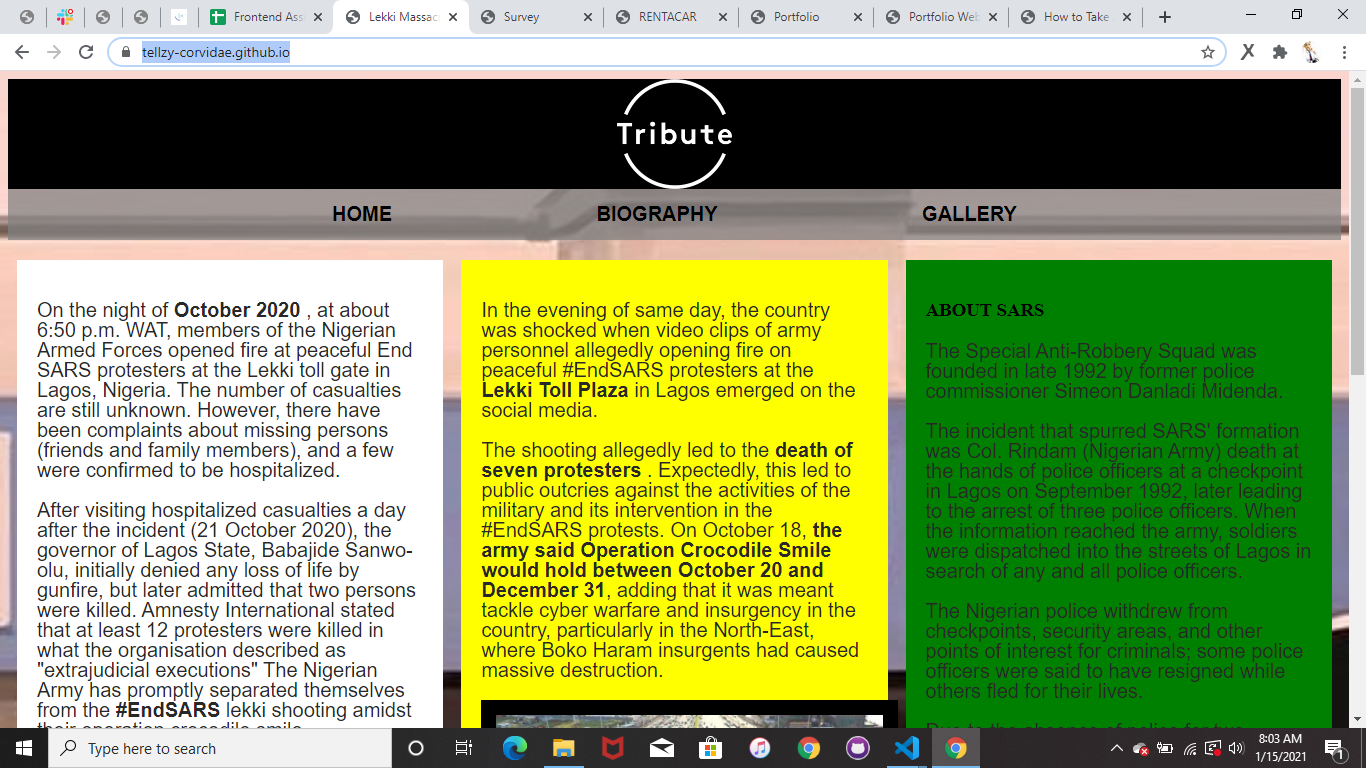 Frontend Ass
Lekki Massac
Survey
RENTACAR
Portfolio
Portfolio Web
How to Take
tellzy-corvidae.github.io
Tribute
HOME
BIOGRAPHY
GALLERY
On the night of October 2020 , at about
6:50 p.m. WAT, members of the Nigerian
Armed Forces opened fire at peaceful End
SARS protesters at the Lekki toll gate in
Lagos, Nigeria. The number of casualties
are still unknown. However, there have
been complaints about missing persons
(friends and family members), and a few
were confirmed to be hospitalized.
After visiting hospitalized casualties a day
after the incident (21 October 2020), the
governor of Lagos State, Babajide Sanwo-
olu, initially denied any loss of life by
gunfire, but later admitted that two persons
were killed. Amnesty International stated
that at least 12 protesters were killed in
what the organisation described as
"extrajudicial executions" The Nigerian
Army has promptly separated themselves
from the #EndSARS lekki shooting amidst
their operation crocodile smile
In the evening of same day, the country
was shocked when video clips of army
personnel allegedly opening fire on
peaceful #EndSARS protesters at the
Lekki Toll Plaza in Lagos emerged on the
social media.
The shooting allegedly led to the death of
seven protesters . Expectedly, this led to
public outcries against the activities of the
military and its intervention in the
#EndSARS protests. On October 18, the
army said Operation Crocodile Smile
would hold between October 20 and
December 31, adding that it was meant
tackle cyber warfare and insurgency in the
country, particularly in the North-East,
where Boko Haram insurgents had caused
massive destruction.
ABOUT SARS
The Special Anti-Robbery Squad was
founded in late 1992 by former police
commissioner Simeon Danladi Midenda.
The incident that spurred SARS' formation
was Col. Rindam (Nigerian Army) death at
the hands of police officers at a checkpoint
in Lagos on September 1992, later leading
to the arrest of three police officers. When
the information reached the army, soldiers
were dispatched into the streets of Lagos in
search of any and all police officers.
The Nigerian police withdrew from
checkpoints, security areas, and other
points of interest for criminals; some police
officers were said to have resigned while
others fled for their lives.
Due to the absence of police for two
Type here to search
8:03 AM
1/15/2021
1